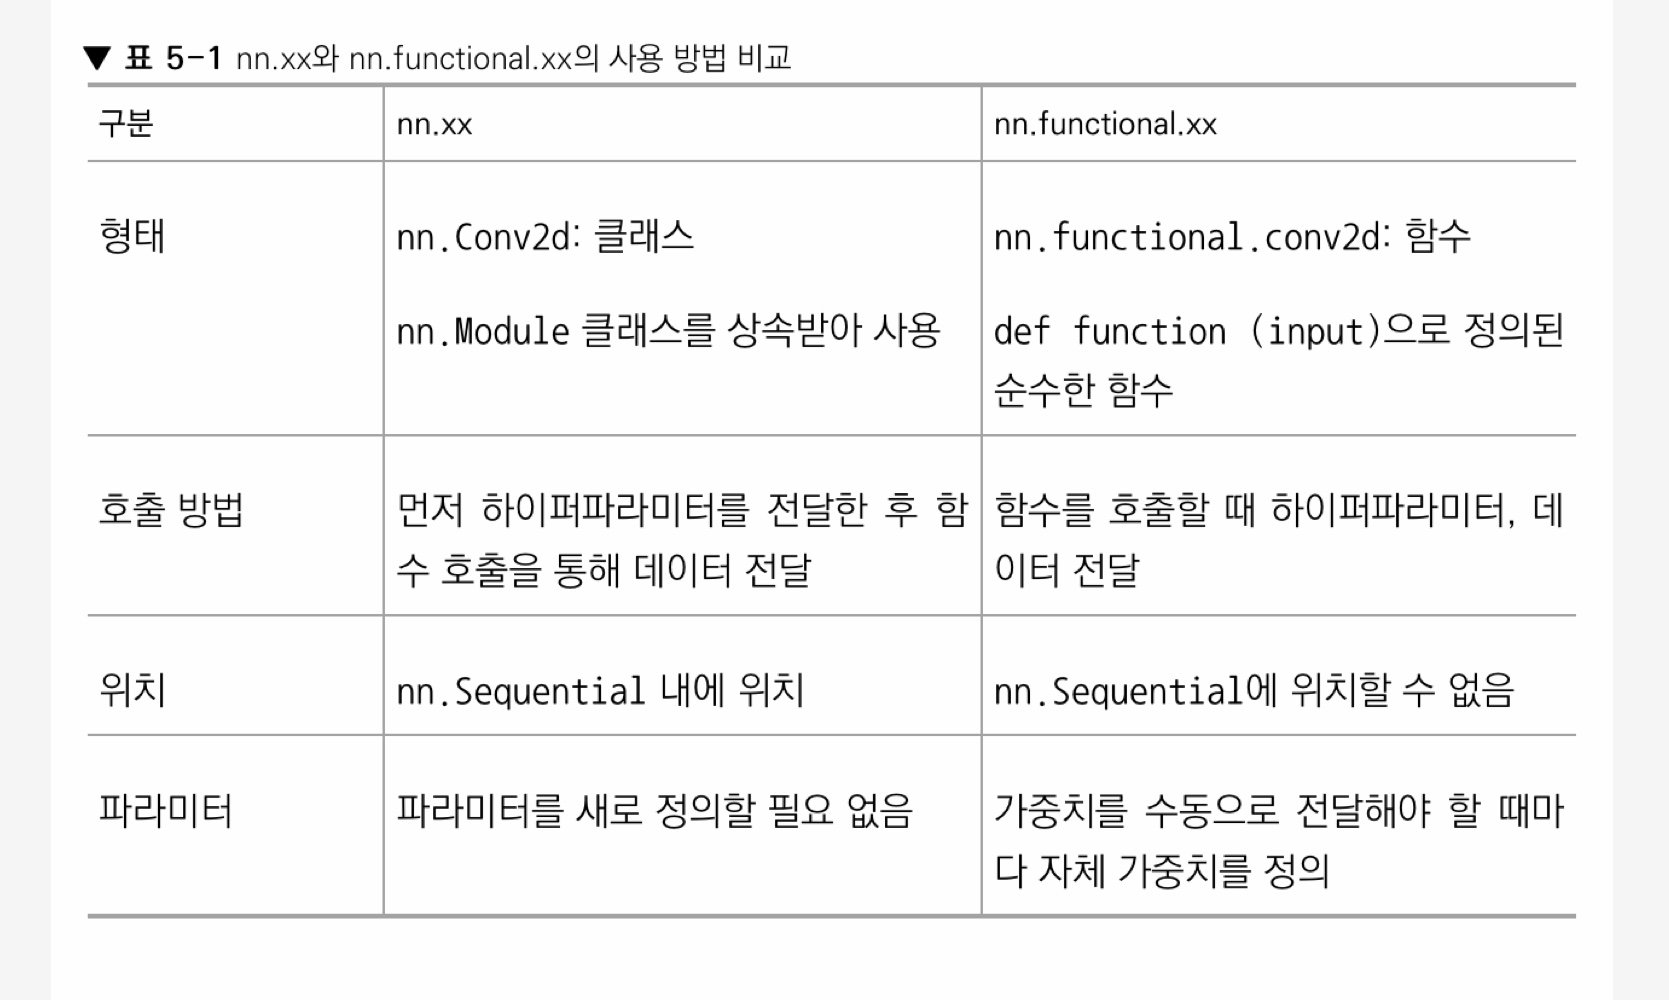 ▼ 표 5-1 nn.xx와 nn.functional.xx의 사용 방법 비교
구분 nn.xx nn.functional.xx
형태 nn.Conv2d: 클래스 nn.functional.conv2d: 함수
nn.Module 클래스를 상속받아 사용 def function (input)으로 정의된
순수한 함수
호출 방법 먼저 하이퍼파라미터를 전달한 후 함 함수를 호출할 때 하이퍼파라미터, 데
수 호출을 통해 데이터 전달 이터 전달
위치 nn.Sequential 내에 위치 nn.Sequential에 위치할 수 없음
파라미터 파라미터를 새로 정의할 필요 없음 가중치를 수동으로 전달해야 할 때마
다 자체 가중치를 정의